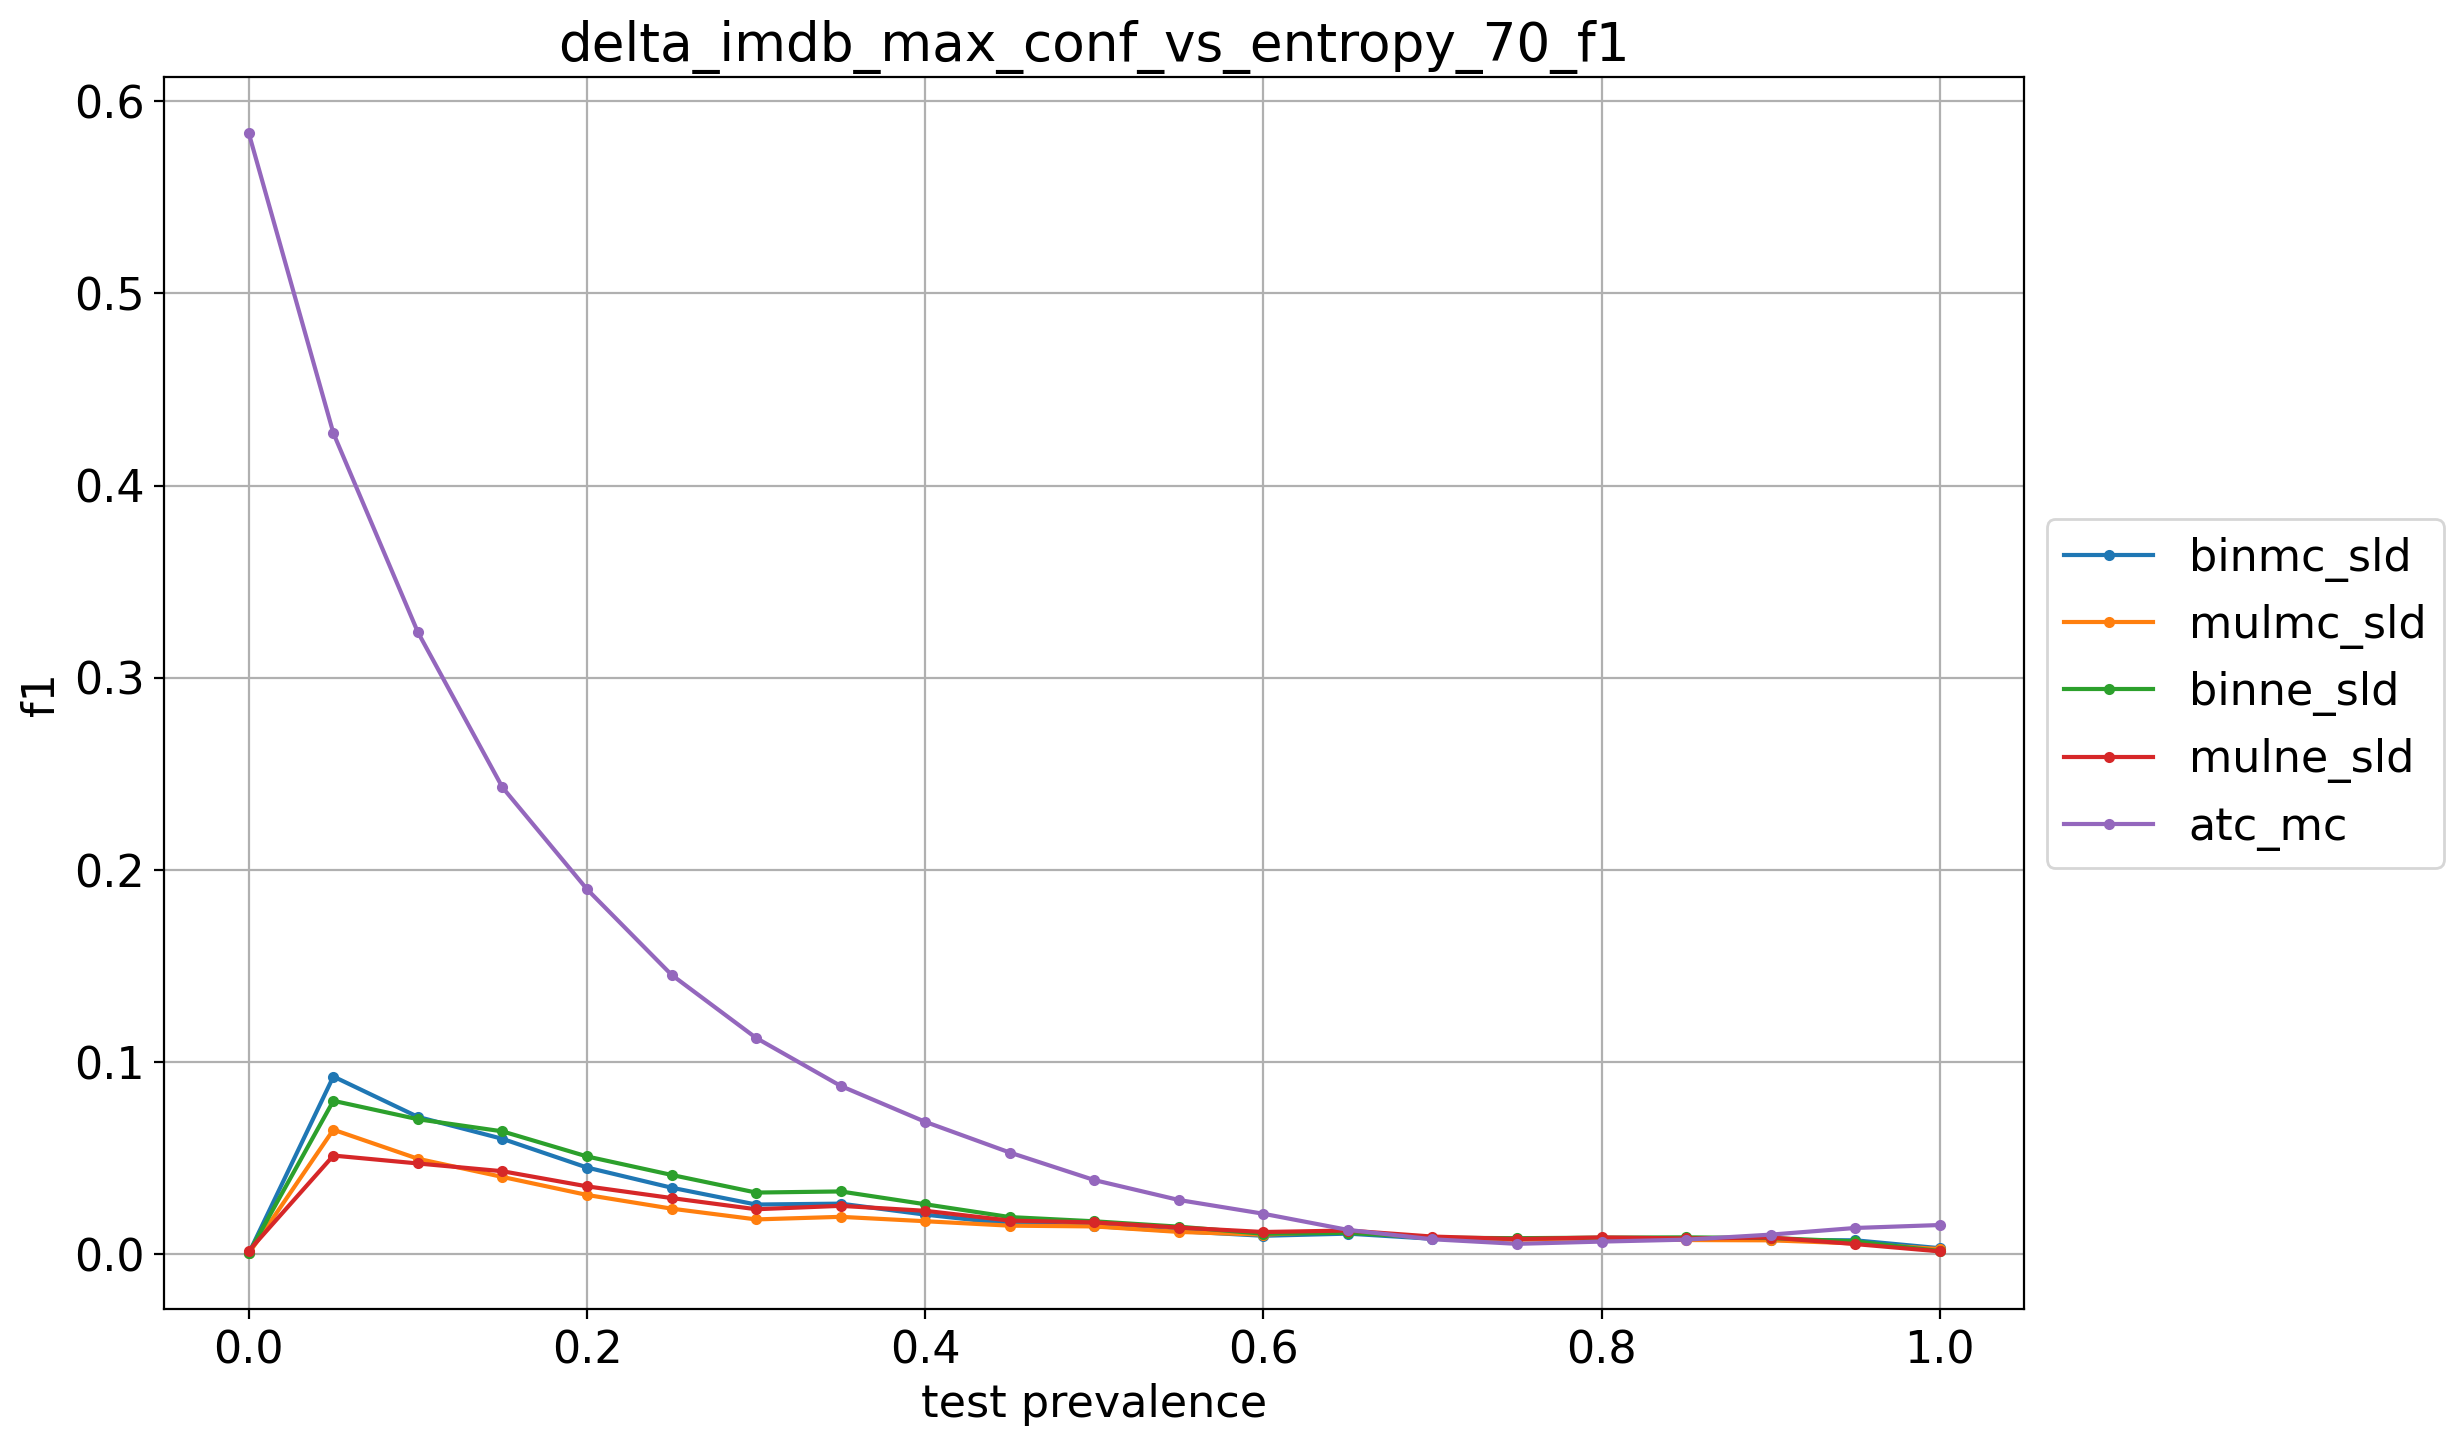 delta_imdb_max_conf_vs_entropy_70_f1
0.6
0.5
0.4
0.3
0.2
0.1
0.0
f1
0.0 0.2 0.4 0.6 0.8 1.0
test prevalence
binmc_sld
mulmc_sld
binne_sld
mulne_sld
atc_mc